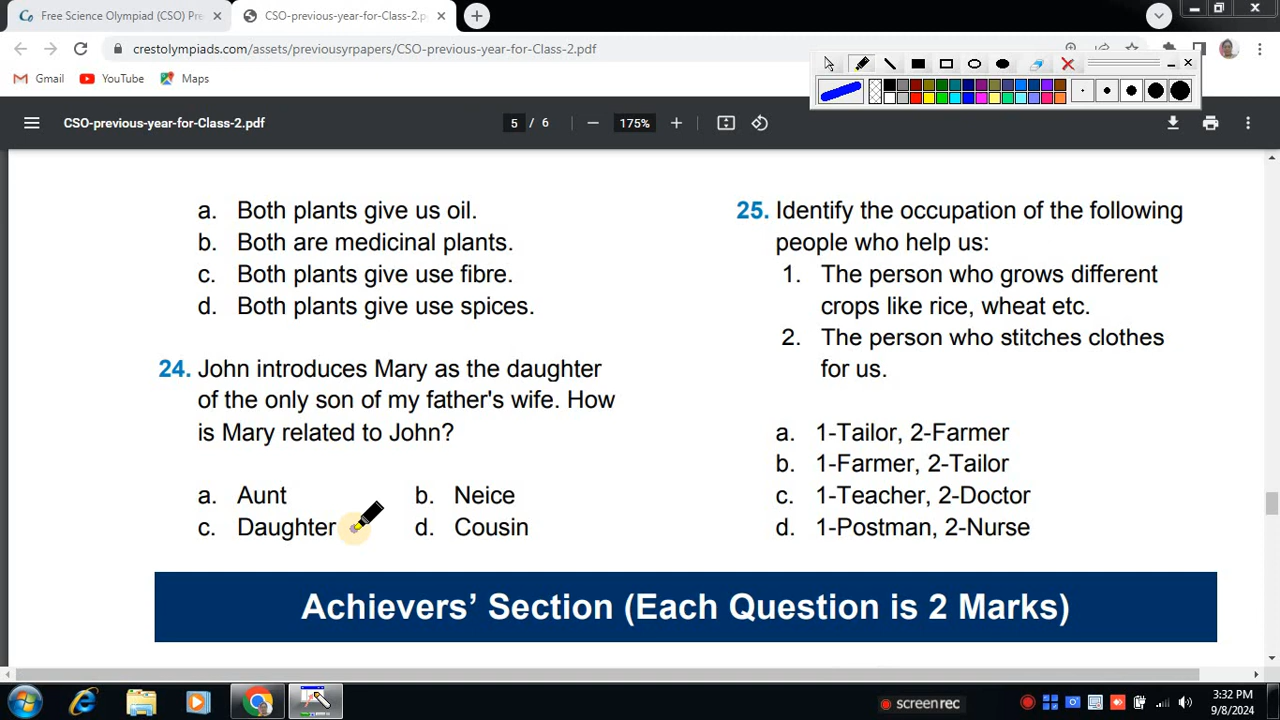 Free Science Olympiad (CSO) Pre
CSO-previous-year-for-Class-2.p
crestolympiads.com/assets/previousyrpapers/CSO-previous-year-for-Class-2.pdf
Gmail
YouTube
Maps
CSO-previous-year-for-Class-2.pdf
5 / 6
175%
a. Both plants give us oil.
b. Both are medicinal plants.
c. Both plants give use fibre.
d. Both plants give use spices.
24. John introduces Mary as the daughter
of the only son of my father's wife. How
is Mary related to John?
a. Aunt
b. Neice
c. Daughter
d. Cousin
25. Identify the occupation of the following
people who help us:
1. The person who grows different
crops like rice, wheat etc.
2. The person who stitches clothes
for us.
a. 1-Tailor, 2-Farmer
b. 1-Farmer, 2-Tailor
c. 1-Teacher, 2-Doctor
d. 1-Postman, 2-Nurse
Achievers' Section (Each Question is 2 Marks)
screenrec
3:32 PM
9/8/2024